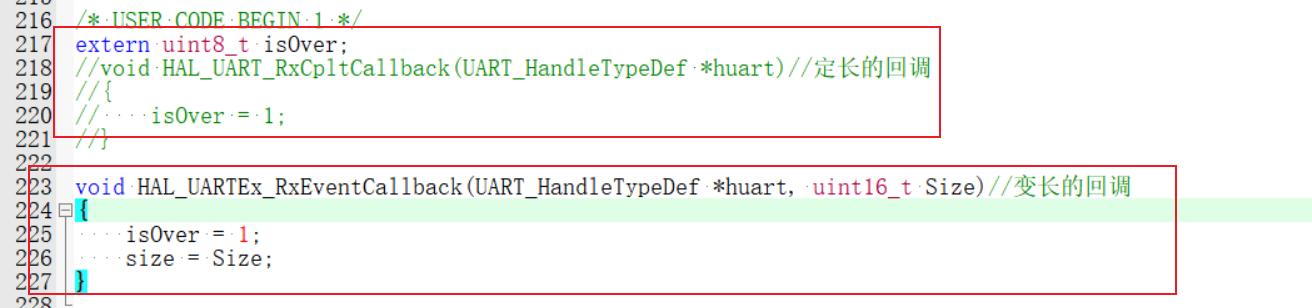 216 /* USER CODE BEGIN 1 */
217 extern uint8_t isOver;
218 //void HAL_UART_RxCpltCallback(UART_HandleTypeDef *huart)//定长的回调
219 //{
220 //····isOver = 1;
221 //}
222
223 void HAL_UARTEx_RxEventCallback(UART_HandleTypeDef *huart, uint16_t Size)//变长的回调
224 {
225 ····isOver = 1;
226 ····size = Size;
227 }
228